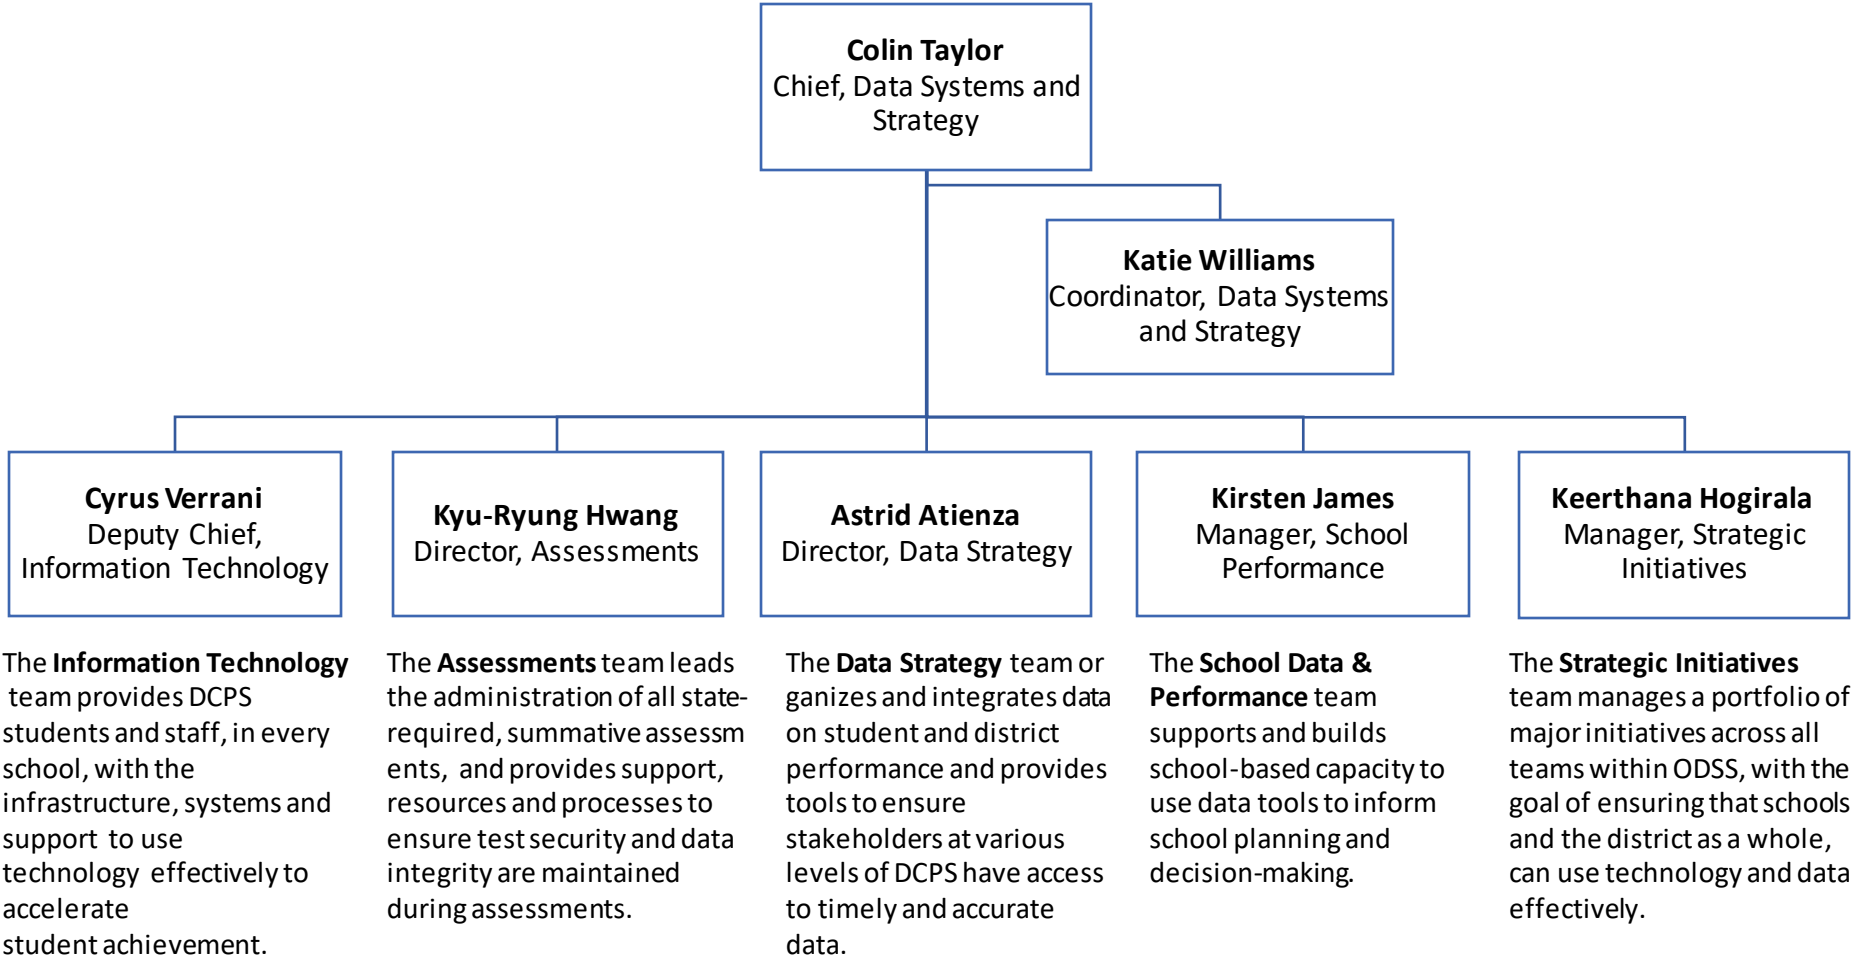 Colin Taylor
Chief, Data Systems and
Strategy
Katie Williams
Coordinator, Data Systems
and Strategy
Cyrus Verrani
Deputy Chief,
Information Technology
Kyu-Ryung Hwang
Director, Assessments
Astrid Atienza
Director, Data Strategy
Kirsten James
Manager, School
Performance
Keerthana Hogirala
Manager, Strategic
Initiatives
The Information Technology
team provides DCPS
students and staff, in every
school, with the
infrastructure, systems and
support to use
technology effectively to
accelerate
student achievement.
The Assessments team leads
the administration of all state-
required, summative assessm
ents, and provides support,
resources and processes to
ensure test security and data
integrity are maintained
during assessments.
The Data Strategy team or
ganizes and integrates data
on student and district
performance and provides
tools to ensure
stakeholders at various
levels of DCPS have access
to timely and accurate
data.
The School Data &
Performance team
supports and builds
school-based capacity to
use data tools to inform
school planning and
decision-making.
The Strategic Initiatives
team manages a portfolio of
major initiatives across all
teams within ODSS, with the
goal of ensuring that schools
and the district as a whole,
can use technology and data
effectively.